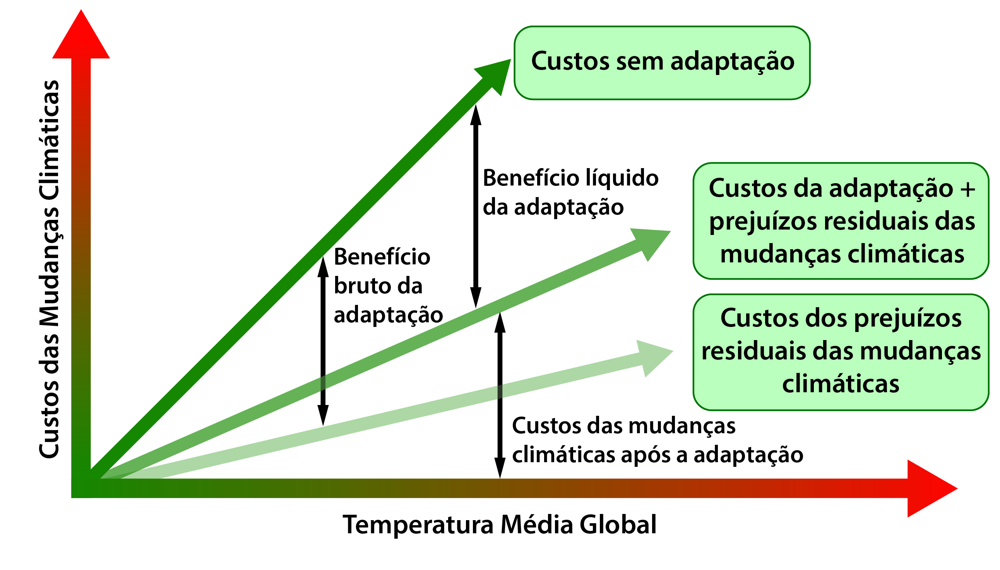 Custos das Mudanças Climáticas
Custos sem adaptação
Benefício líquido
da adaptação
Custos da adaptação +
prejuízos residuais das
mudanças climáticas
Benefício
bruto da
adaptação
Custos dos prejuízos
residuais das mudanças
climáticas
Custos das mudanças
climáticas após a adaptação
Temperatura Média Global